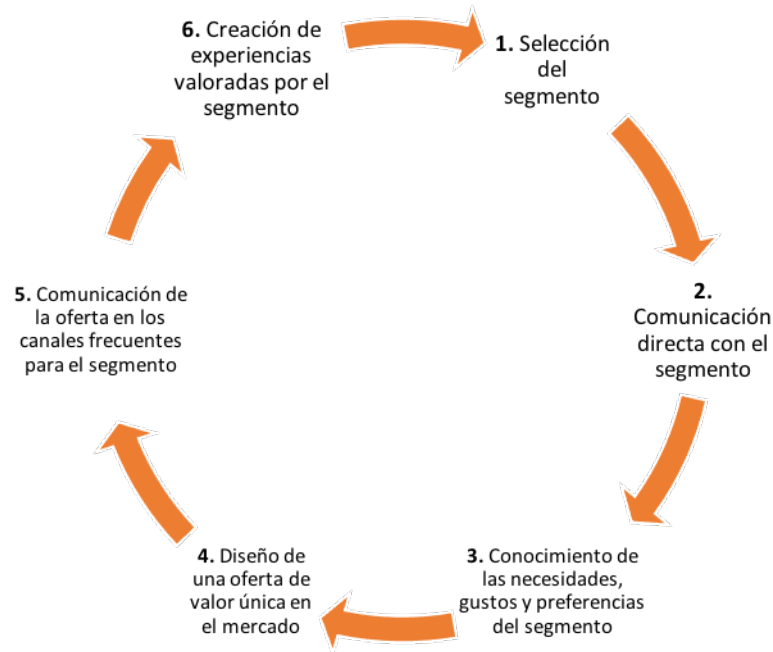 1. Selección
del
segmento
2.
Comunicación
directa con el
segmento
3. Conocimiento de
las necesidades,
gustos y preferencias
del segmento
4. Diseño de
una oferta de
valor única en
el mercado
5. Comunicación de
la oferta en los
canales frecuentes
para el segmento
6. Creación de
experiencias
valoradas por el
segmento